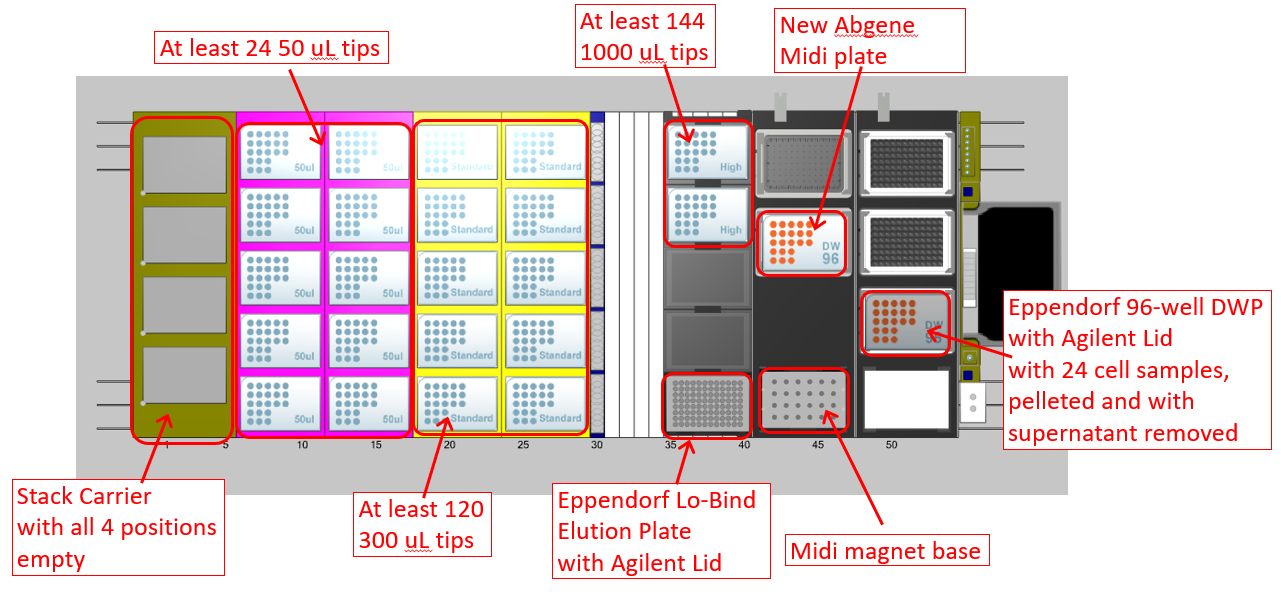 At least 24 50 uL tips
At least 144
1000 uL tips
New Abgene
Midi plate
50ul
50ul
Standard
Standard
High
50ul
50ul
Standard
Standard
High
DW
96
50ul
50ul
Standard
Standard
DW
96
50ul
50ul
Standard
Standard
50ul
50ul
Standard
Standard
1
5
10
15
20
25
30
35
40
45
50
Eppendorf 96-well DWP
with Agilent Lid
with 24 cell samples,
pelleted and with
supernatant removed
Stack Carrier
with all 4 positions
empty
At least 120
300 uL tips
Eppendorf Lo-Bind
Elution Plate
with Agilent Lid
Midi magnet base